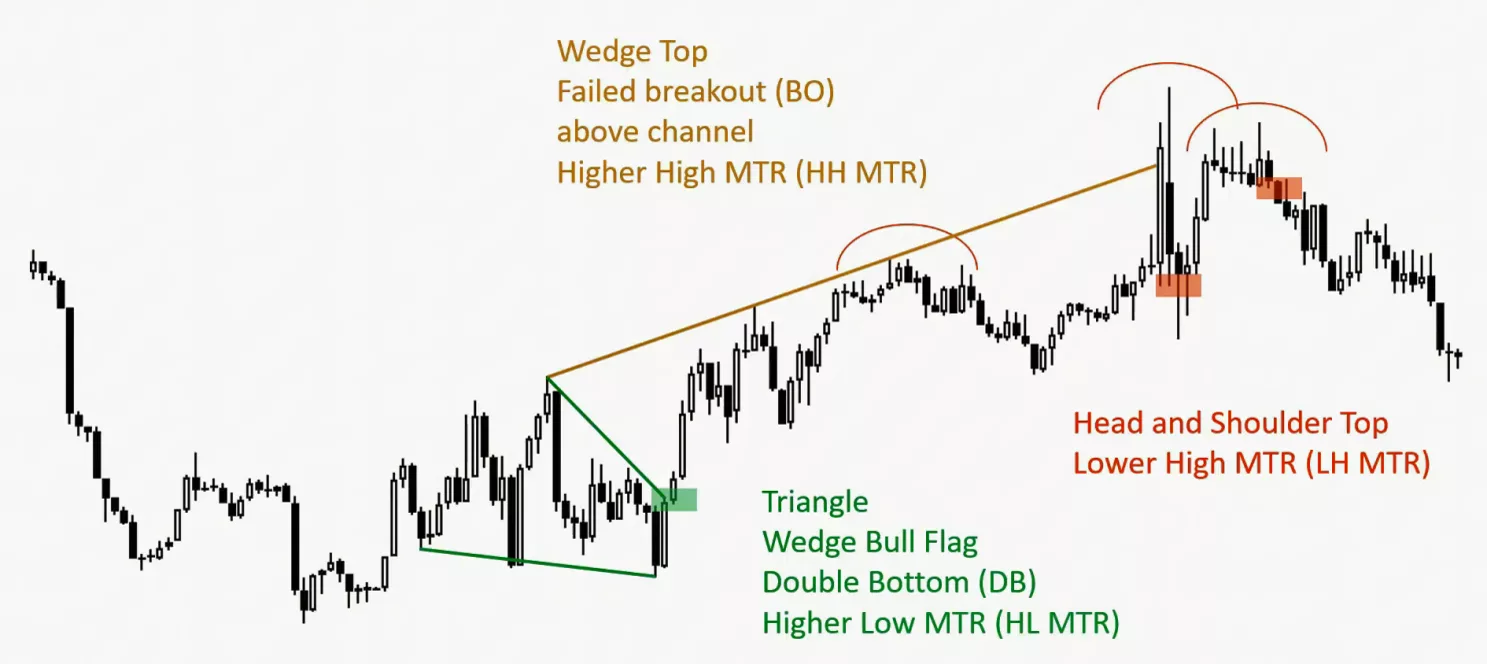 Wedge Top
Failed breakout (BO)
above channel
Higher High MTR (HH MTR)
Head and Shoulder Top
Lower High MTR (LH MTR)
Triangle
Wedge Bull Flag
Double Bottom (DB)
Higher Low MTR (HL MTR)